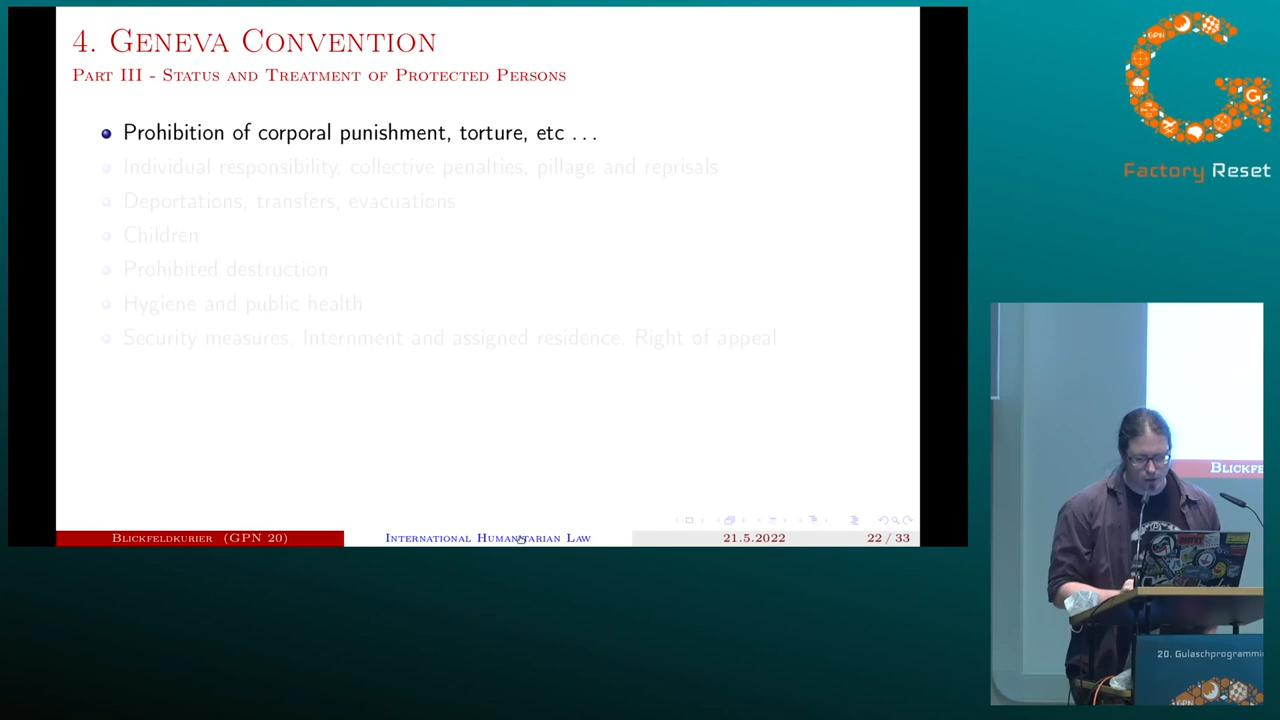 4. Geneva Convention
Part III - Status and Treatment of Protected Persons
Prohibition of corporal punishment, torture, etc ...
Individual responsibility, collective penalties, pillage and reprisals
Deportations, transfers, evacuations
Children
Prohibited destruction
Hygiene and public health
Security measures. Internment and assigned residence. Right of appeal
Blickfeldkurier (GPN 20)
International Humanitarian Law
21.5.2022
22 / 33
Factory Reset
Blickfe
20. Gulaschprogrammi